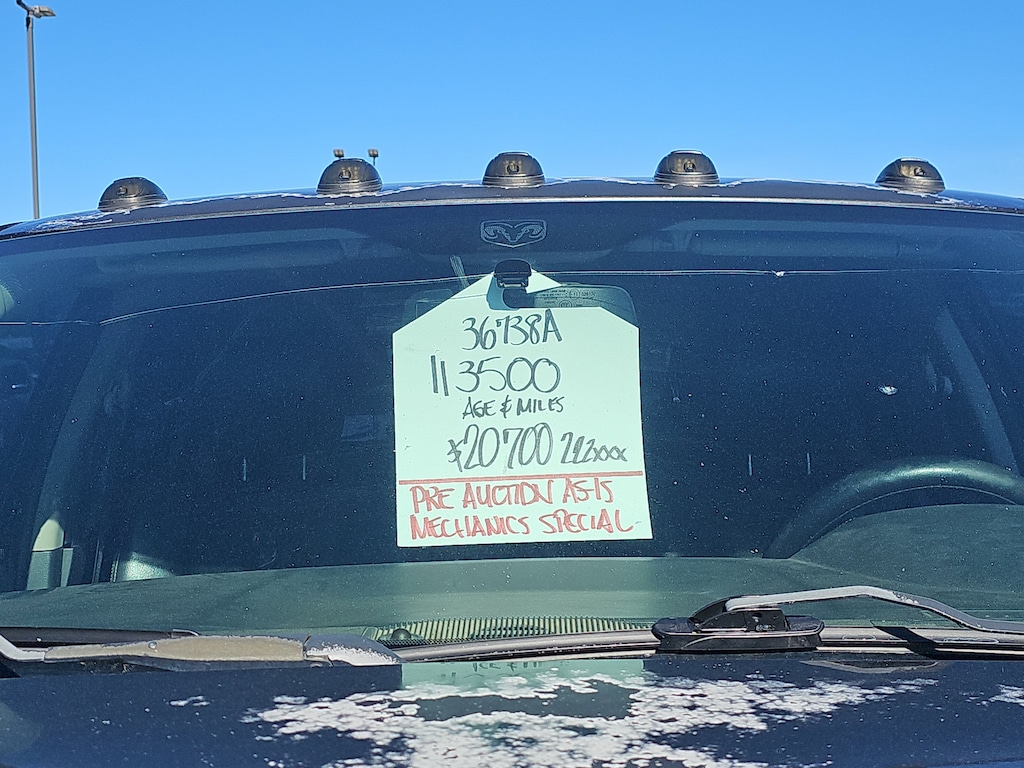 36738A
11 3500
AGE & MILES
$20700 212xxx
PRE AUCTION AS-IS
MECHANICS SPECIAL